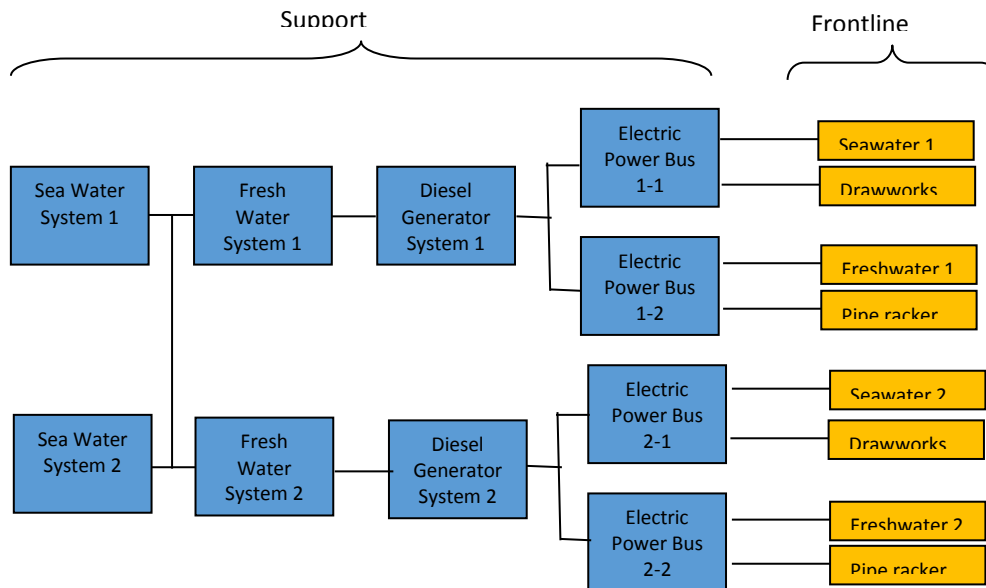 Support
Frontline
Sea Water
System 1
Fresh
Water
System 1
Diesel
Generator
System 1
Electric
Power Bus
1-1
Seawater 1
Drawworks
Electric
Power Bus
1-2
Freshwater 1
Pipe racker
Sea Water
System 2
Fresh
Water
System 2
Diesel
Generator
System 2
Electric
Power Bus
2-1
Seawater 2
Drawworks
Electric
Power Bus
2-2
Freshwater 2
Pipe racker